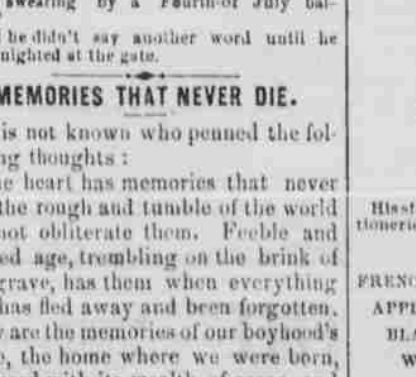 swearing by a Fourth-of July bal-
he didn't say another word until he
nighted at the gate.
MEMORIES THAT NEVER DIE.
is not known who penned the fol-
ng thoughts :
e heart has memories that never
the rough and tumble of the world
not obliterate them. Feeble and
ed age, trembling on the brink of
grave, has them when everything
has fled away and been forgotten.
y are the memories of our boyhood's
e, the home where we were born,
FRENC
APPL
BLA
W
tionerie